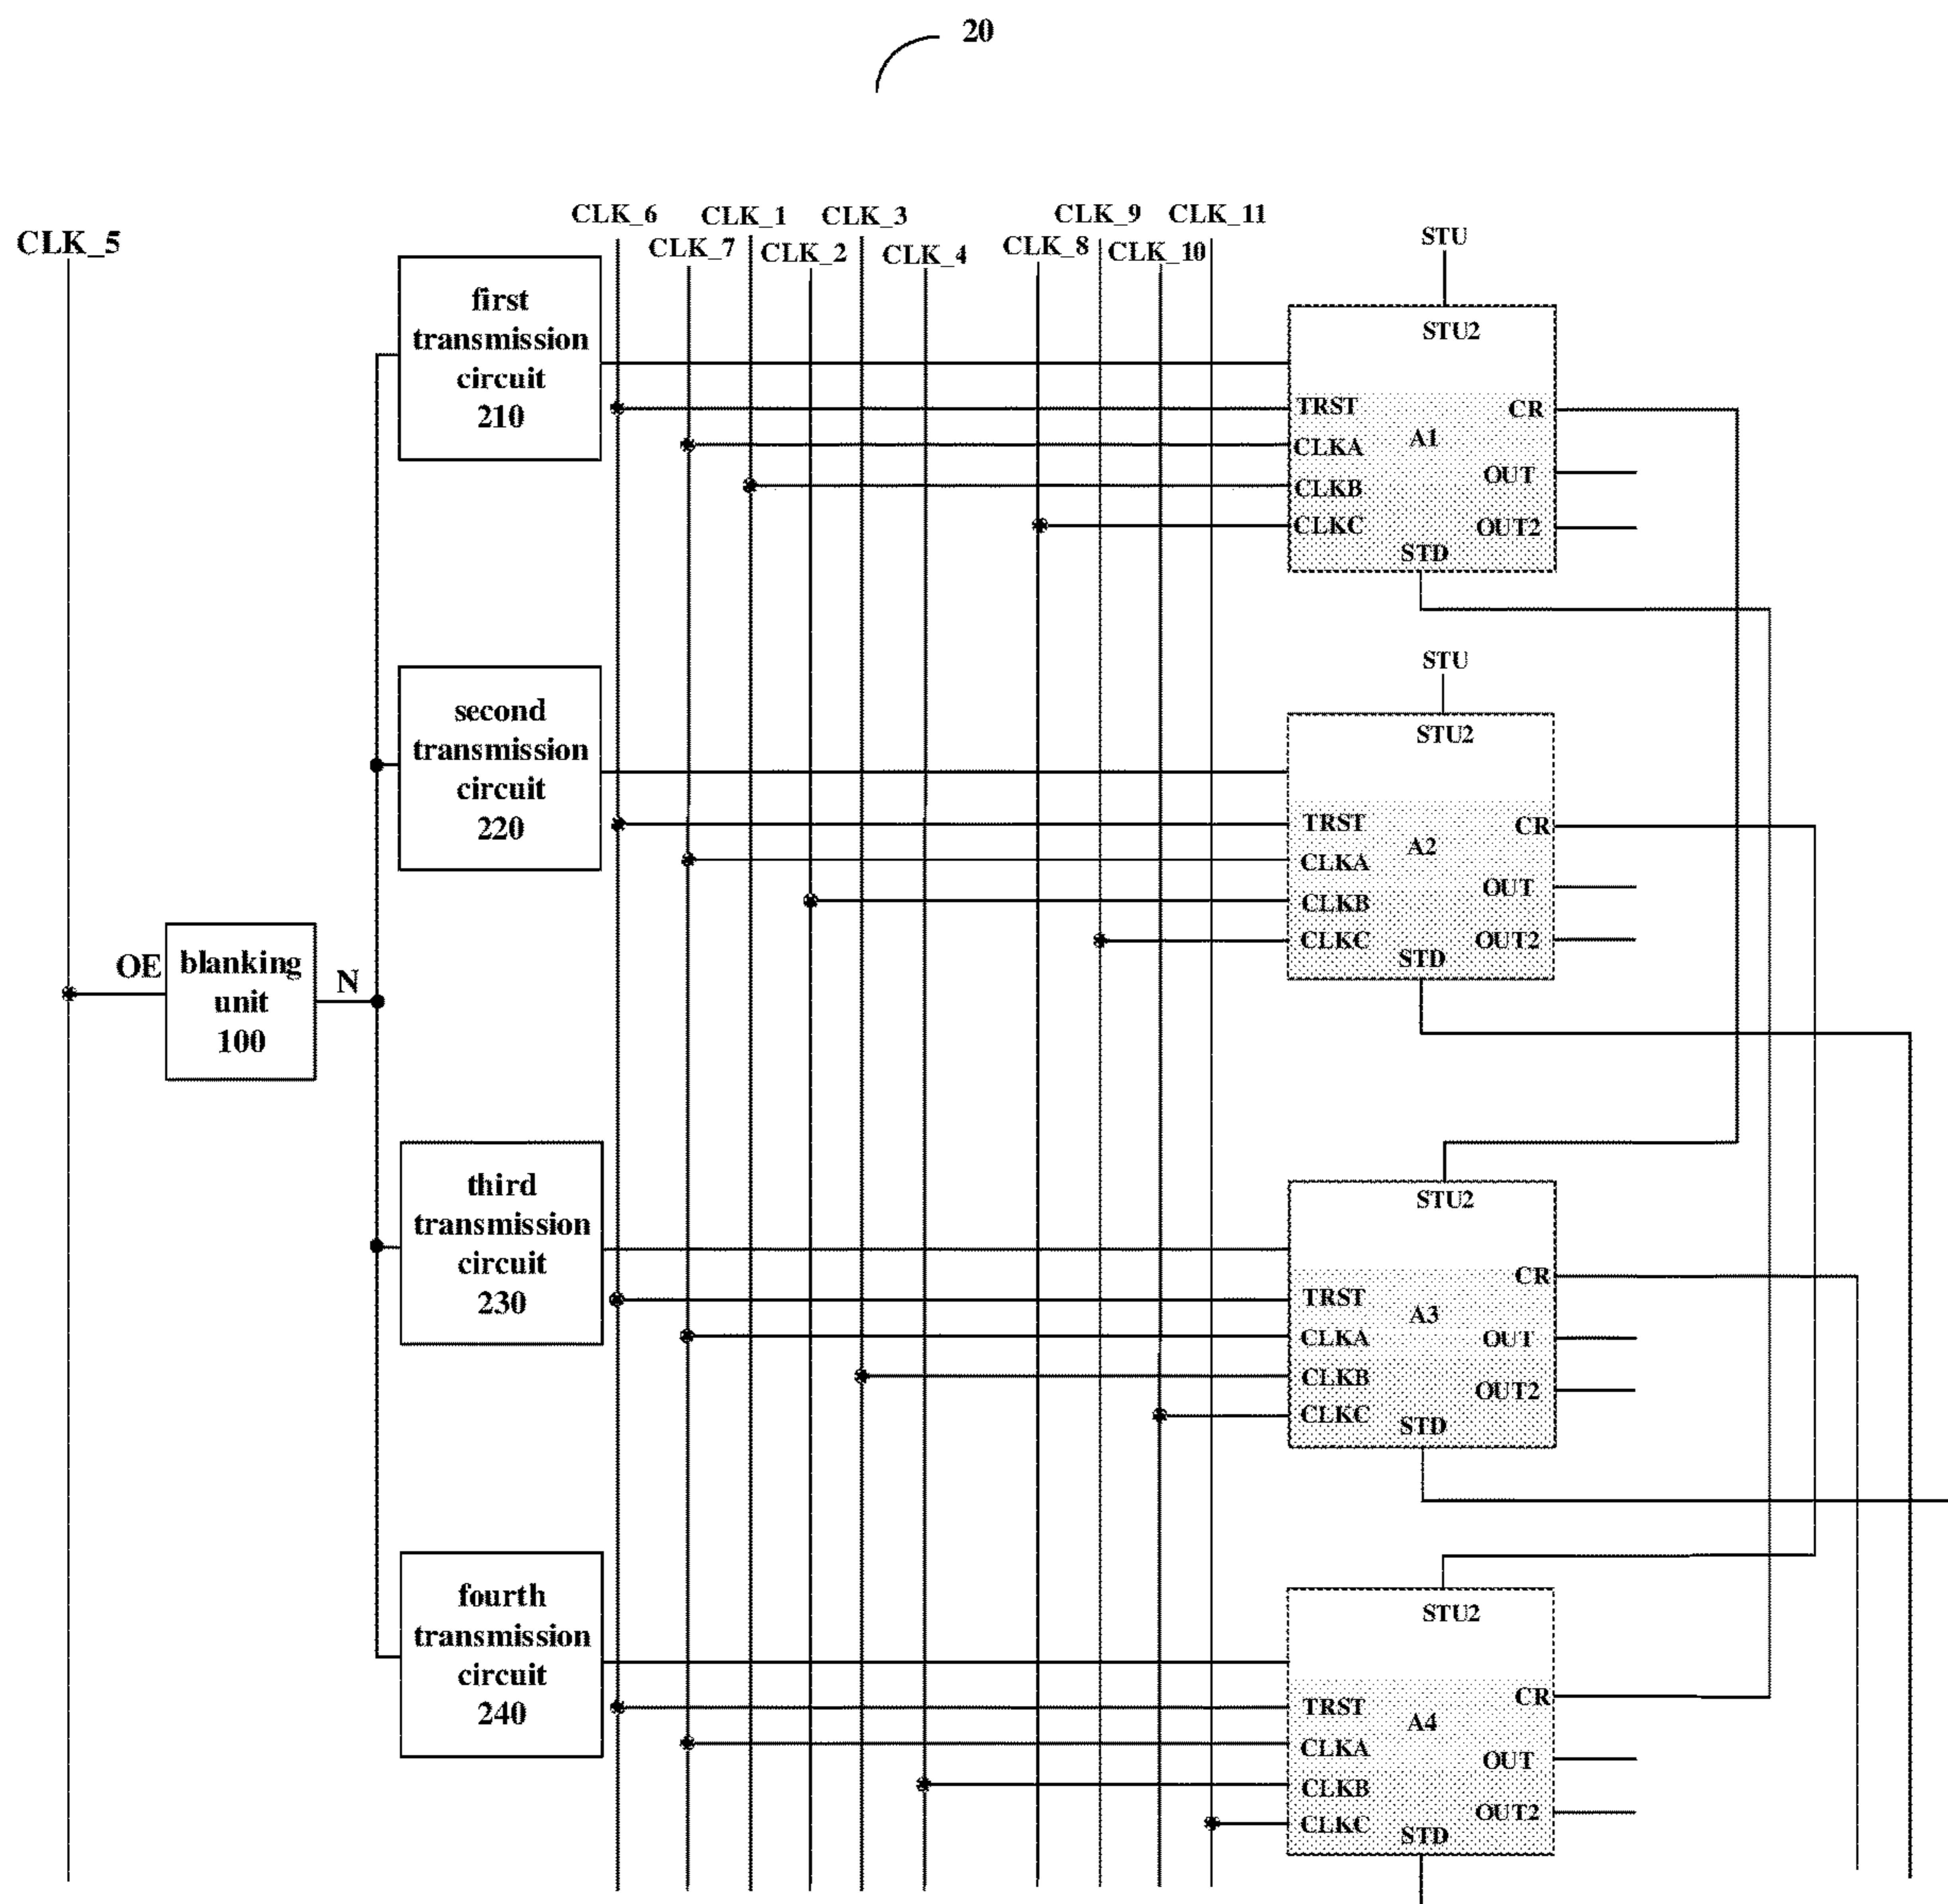 20
CLK_5
CLK_6
CLK_7
CLK_1
CLK_2
CLK_3
CLK_4
CLK_8
CLK_9
CLK_10
CLK_11
first
transmission
circuit
210
STU
STU2
TRST
CLKA
CLKB
CLKC
A1
CR
OUT
OUT2
STD
second
transmission
circuit
220
STU
STU2
TRST
CLKA
CLKB
CLKC
A2
CR
OUT
OUT2
STD
OE
blanking
unit
100
N
third
transmission
circuit
230
STU2
TRST
CLKA
CLKB
CLKC
A3
CR
OUT
OUT2
STD
fourth
transmission
circuit
240
STU2
TRST
CLKA
CLKB
CLKC
A4
CR
OUT
OUT2
STD